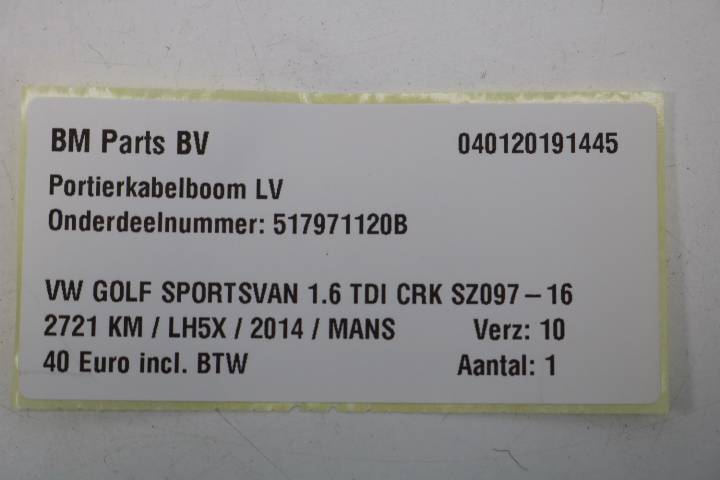 BM Parts BV 040120191445
Portierkabelboom LV
Onderdeelnummer: 517971120B
VW GOLF SPORTSVAN 1.6 TDI CRK SZ097-16
2721 KM / LH5X / 2014 / MANS Verz: 10
40 Euro incl. BTW Aantal: 1